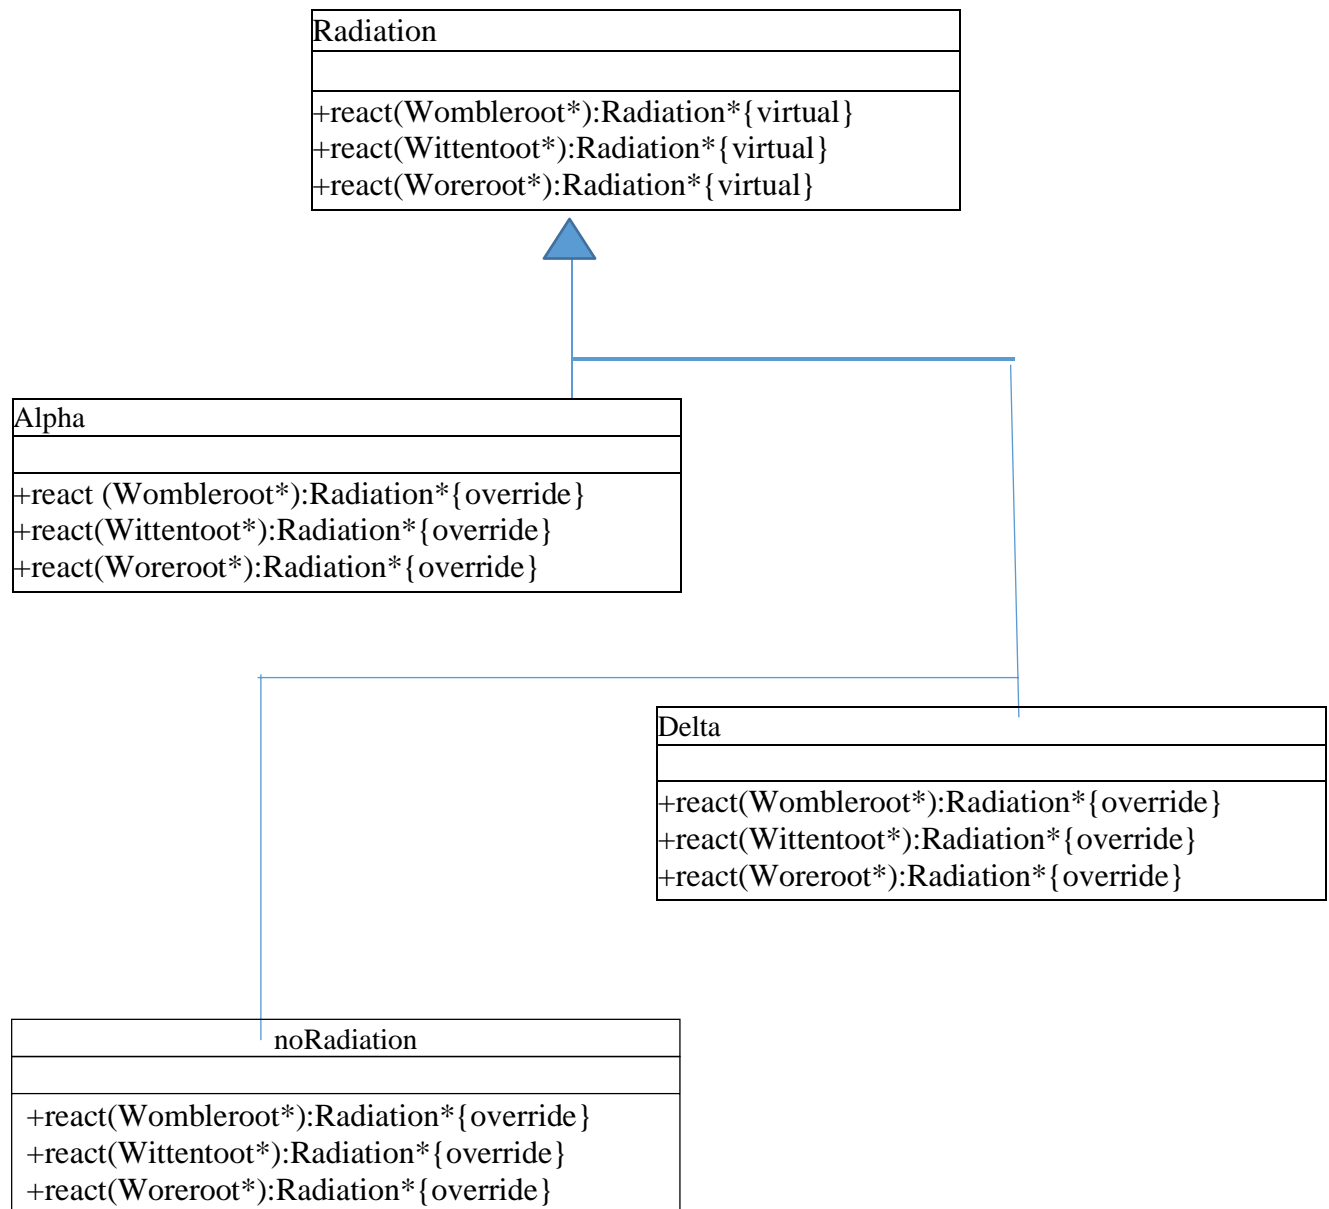 Radiation
+react(Wombleroot*):Radiation*{virtual}
+react(Wittentoot*):Radiation*{virtual}
+react(Woreroot*):Radiation*{virtual}
Alpha
+react (Wombleroot*):Radiation*{override}
+react(Wittentoot*):Radiation*{override}
+react(Woreroot*):Radiation*{override}
Delta
+react(Wombleroot*):Radiation*{override}
+react(Wittentoot*):Radiation*{override}
+react(Woreroot*):Radiation*{override}
noRadiation
+react(Wombleroot*):Radiation*{override}
+react(Wittentoot*):Radiation*{override}
+react(Woreroot*):Radiation*{override}